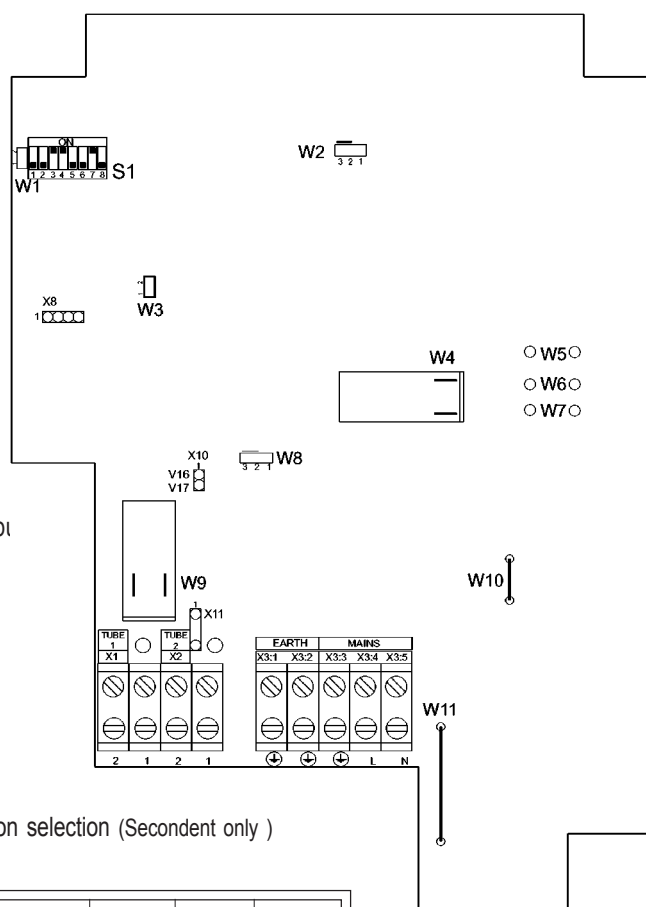 ON
1 2 3 4 5 6 7 8
S1
W1
W2
3 2 1
W3
X8
1
W4
W5
W6
W7
X10
V16
V17
W8
3 2 1
W9
1
X11
W10
TUBE 1
X1
TUBE 2
X2
EARTH MAINS
X3:1 X3:2 X3:3 X3:4 X3:5
W11
2 1 2 1
L N
on selection (Secondent only )